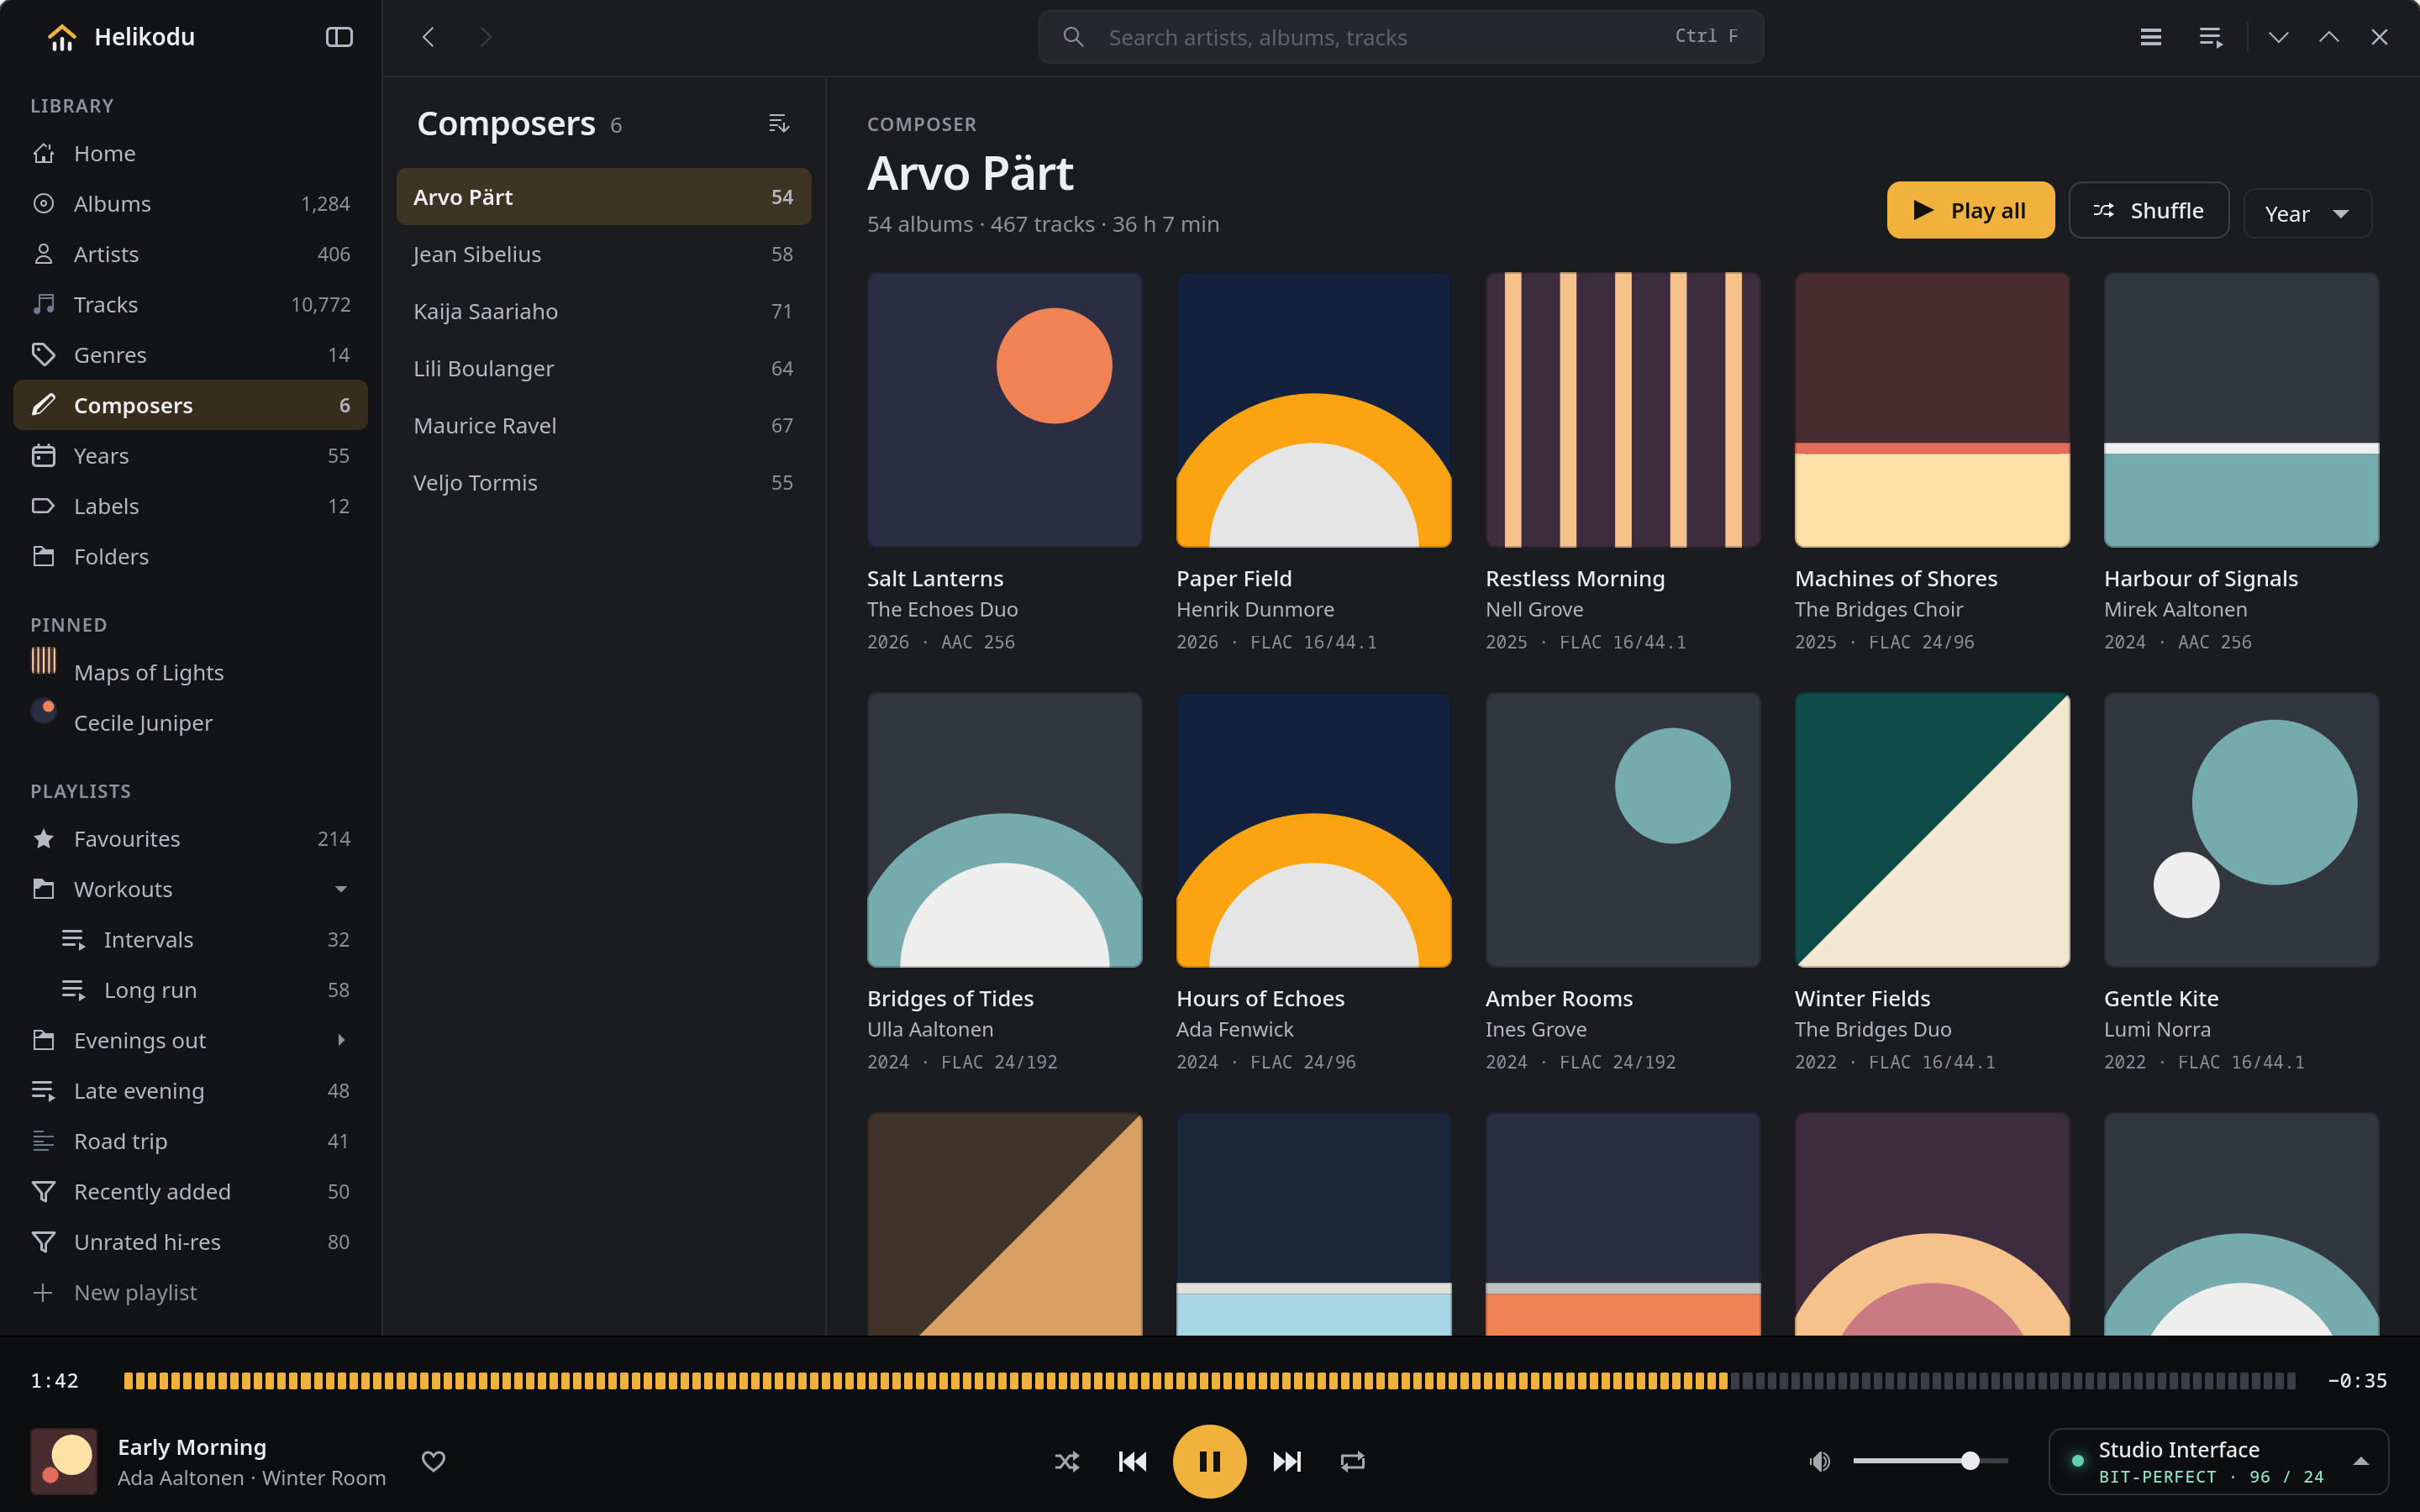 Helikodu
Search artists, albums, tracks
Ctrl F
LIBRARY
Home
Albums 1,284
Artists 406
Tracks 10,772
Genres 14
Composers 6
Years 55
Labels 12
Folders
PINNED
Maps of Lights
Cecile Juniper
PLAYLISTS
Favourites 214
Workouts
Intervals 32
Long run 58
Evenings out
Late evening 48
Road trip 41
Recently added 50
Unrated hi-res 80
New playlist
Composers 6
Arvo Pärt 54
Jean Sibelius 58
Kaija Saariaho 71
Lili Boulanger 64
Maurice Ravel 67
Veljo Tormis 55
COMPOSER
Arvo Pärt
54 albums · 467 tracks · 36 h 7 min
Play all
Shuffle
Year
Salt Lanterns
The Echoes Duo
2026 · AAC 256
Paper Field
Henrik Dunmore
2026 · FLAC 16/44.1
Restless Morning
Nell Grove
2025 · FLAC 16/44.1
Machines of Shores
The Bridges Choir
2025 · FLAC 24/96
Harbour of Signals
Mirek Aaltonen
2024 · AAC 256
Bridges of Tides
Ulla Aaltonen
2024 · FLAC 24/192
Hours of Echoes
Ada Fenwick
2024 · FLAC 24/96
Amber Rooms
Ines Grove
2024 · FLAC 24/192
Winter Fields
The Bridges Duo
2022 · FLAC 16/44.1
Gentle Kite
Lumi Norra
2022 · FLAC 16/44.1
1:42
−0:35
Early Morning
Ada Aaltonen · Winter Room
Studio Interface
BIT-PERFECT · 96 / 24